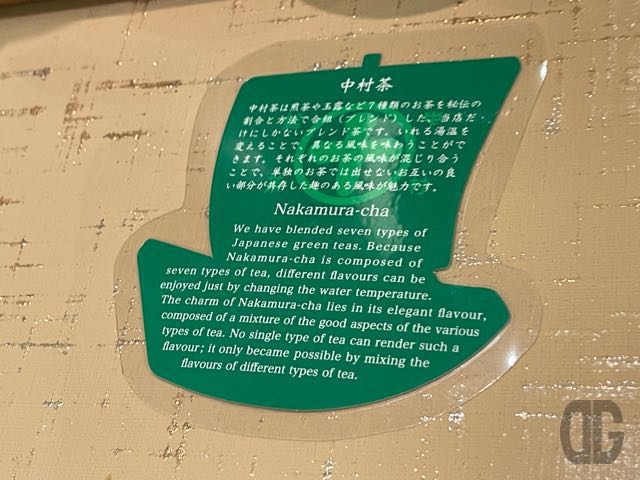 中村茶
中村茶は煎茶や玉露など7種類のお茶を秘伝の
割合と方法で合組（ブレンド）した、当店だ
けにしかないブレンド茶です。いれる湯温を
変えることで、異なる風味を味わうことがで
きます。それぞれのお茶の風味が混じり合う
ことで、単独のお茶では出せないお互いの良
い部分が共存した趣のある風味が魅力です。
Nakamura-cha
We have blended seven types of
Japanese green teas. Because
Nakamura-cha is composed of
seven types of tea, different flavours can be
enjoyed just by changing the water temperature.
The charm of Nakamura-cha lies in its elegant flavour,
composed of a mixture of the good aspects of the various
types of tea. No single type of tea can render such a
flavour; it only became possible by mixing the
flavours of different types of tea.
DG